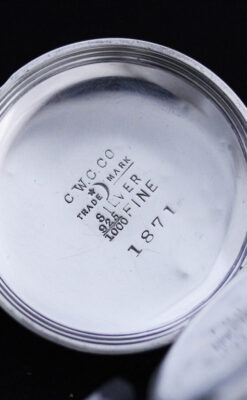 C.W.C.CO
TRADE MARK
SILVER
925
1000 FINE
1871